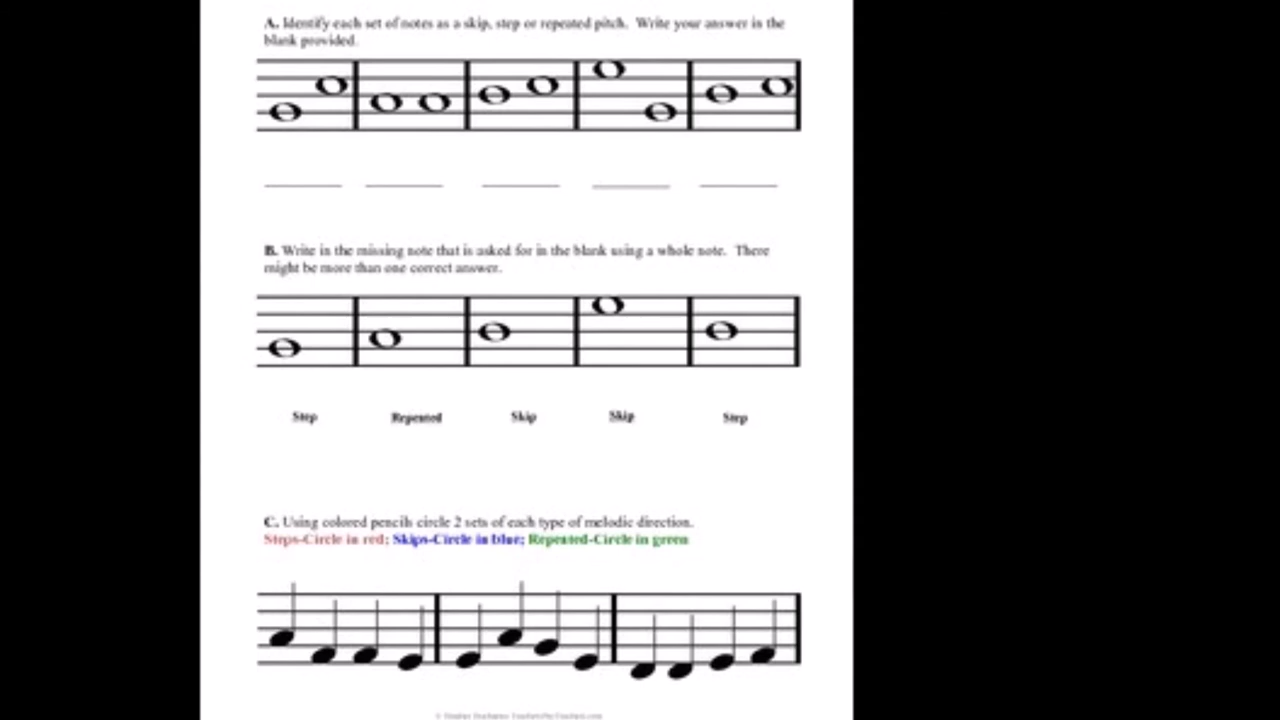 A. Identify each set of notes as a skip, step or repeated pitch. Write your answer in the
blank provided.
B. Write in the missing note that is asked for in the blank using a whole note. There
might be more than one correct answer.
Step Repeated Skip Skip Step
C. Using colored pencils circle 2 sets of each type of melodic direction.
Steps-Circle in red; Skips-Circle in blue; Repeated-Circle in green